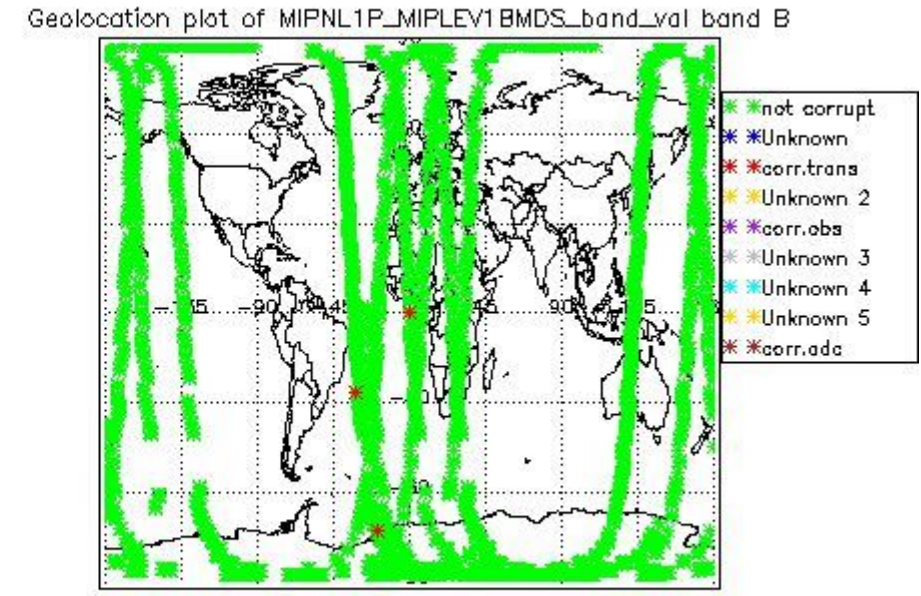 Geolocation plot of MIPNL1P_MIPLEV1BMDS_band_val band B
not corrupt
Unknown
corr.trans
Unknown 2
corr.obs
Unknown 3
Unknown 4
Unknown 5
corr.adc
-90